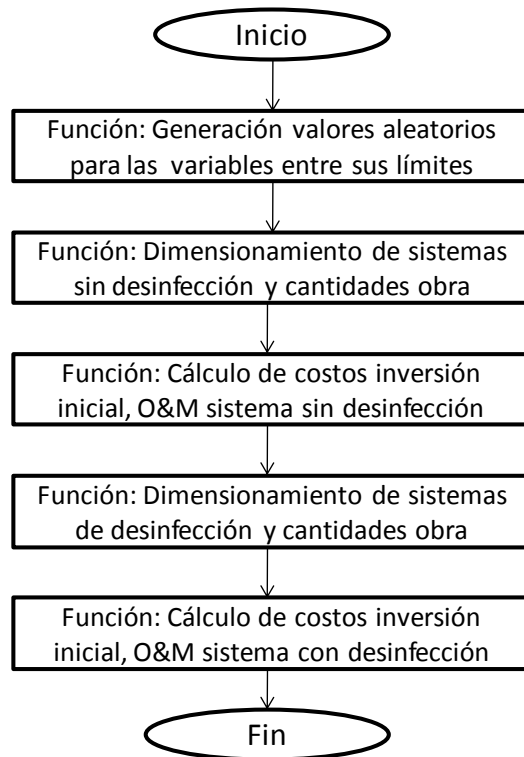 Inicio
Función: Generación valores aleatorios
para las variables entre sus límites
Función: Dimensionamiento de sistemas
sin desinfección y cantidades obra
Función: Cálculo de costos inversión
inicial, O&M sistema sin desinfección
Función: Dimensionamiento de sistemas
de desinfección y cantidades obra
Función: Cálculo de costos inversión
inicial, O&M sistema con desinfección
Fin